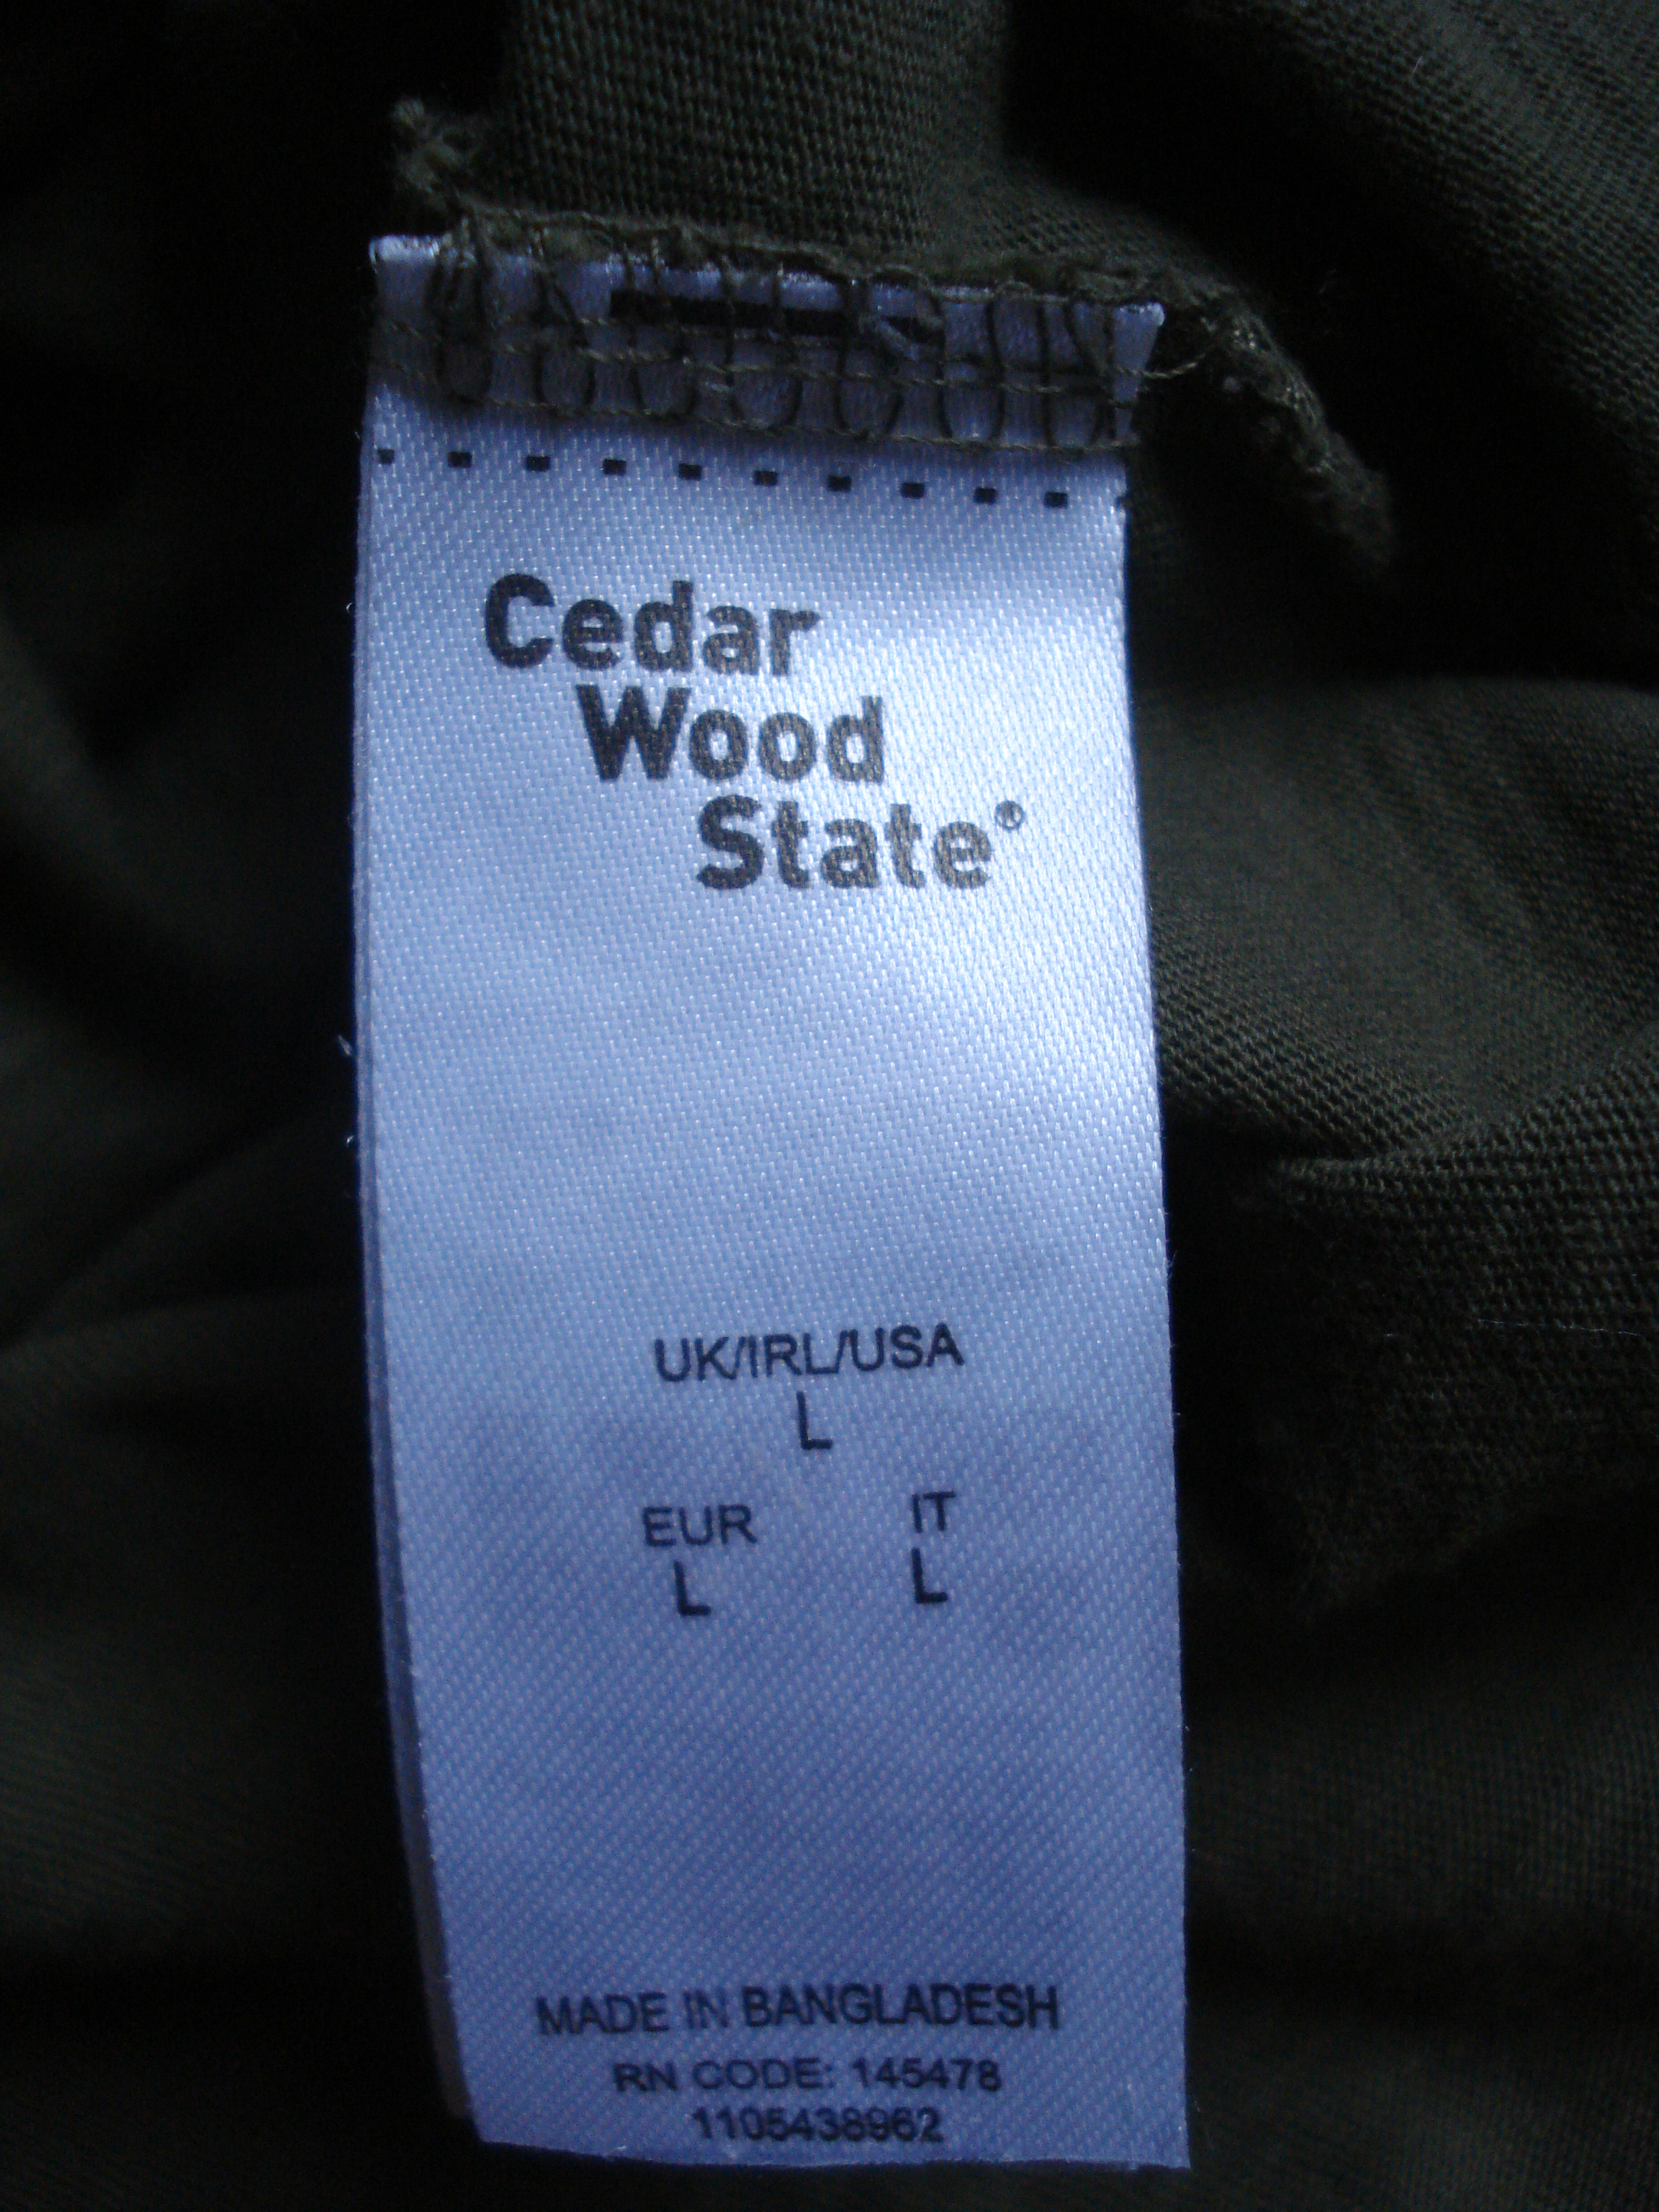 Cedar
Wood
State®
UK/IRL/USA
L
EUR IT
L L
MADE IN BANGLADESH
RN CODE: 145478
1105438962